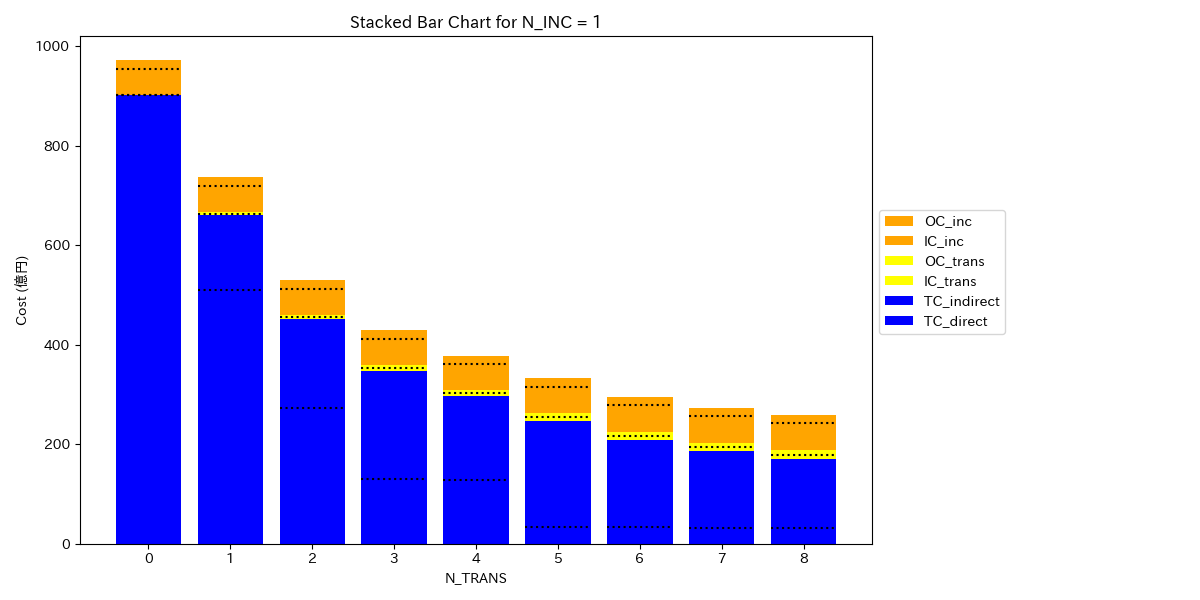 Stacked Bar Chart for N_INC = 1
Cost (億円)
1000
800
600
400
200
0
0 1 2 3 4 5 6 7 8
N_TRANS
OC_inc
IC_inc
OC_trans
IC_trans
TC_indirect
TC_direct